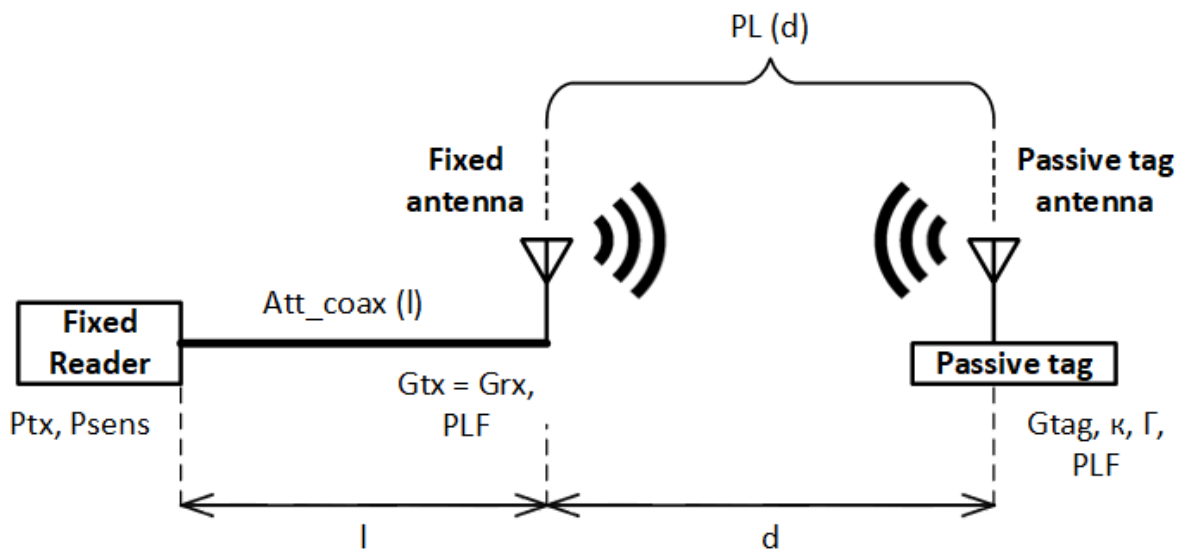 PL (d)
Fixed
antenna
Passive tag
antenna
Att_coax (l)
Fixed
Reader
Passive tag
Gtx = Grx,
PLF
Ptx, Psens
Gtag, κ, Γ,
PLF
l
d